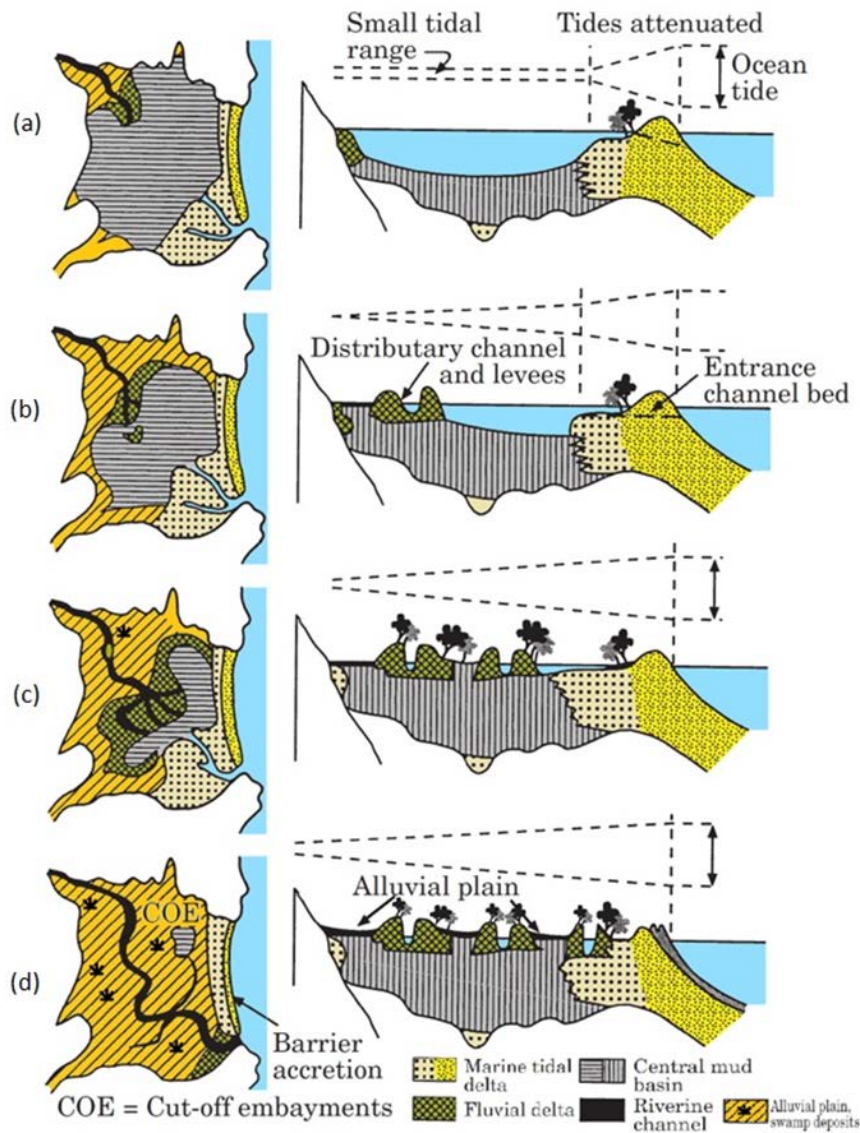 Small tidal
range
Tides attenuated
Ocean
tide
(a)
(b)
Distributary channel
and levees
Entrance
channel bed
(c)
(d)
COE
Alluvial plain
Barrier
accretion
COE = Cut-off embayments
Marine tidal
delta
Central mud
basin
Fluvial delta
Riverine
channel
Alluvial plain,
swamp deposits